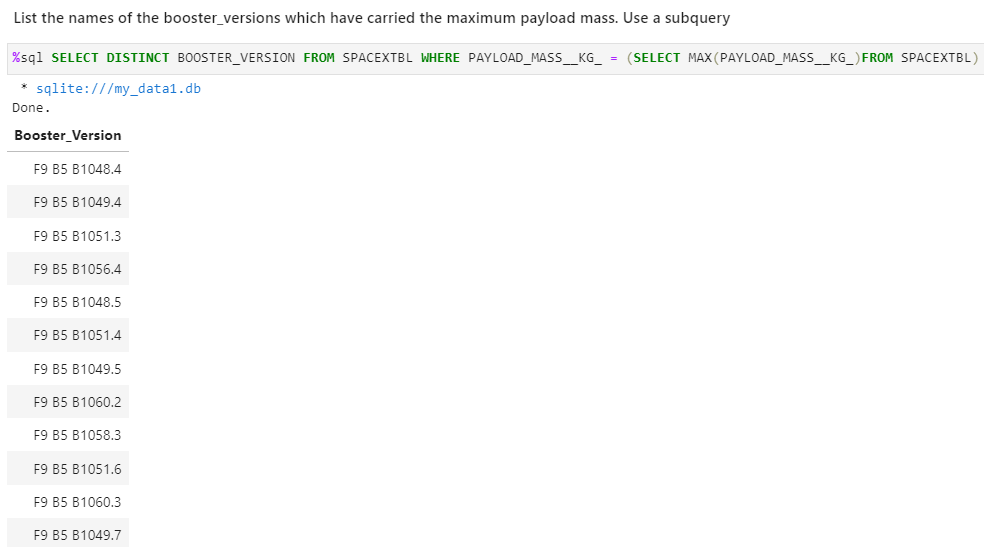 List the names of the booster_versions which have carried the maximum payload mass. Use a subquery
%sql SELECT DISTINCT BOOSTER_VERSION FROM SPACEXTBL WHERE PAYLOAD_MASS__KG_ = (SELECT MAX(PAYLOAD_MASS__KG_)FROM SPACEXTBL)
* sqlite:///my_data1.db
Done.
Booster_Version
F9 B5 B1048.4
F9 B5 B1049.4
F9 B5 B1051.3
F9 B5 B1056.4
F9 B5 B1048.5
F9 B5 B1051.4
F9 B5 B1049.5
F9 B5 B1060.2
F9 B5 B1058.3
F9 B5 B1051.6
F9 B5 B1060.3
F9 B5 B1049.7